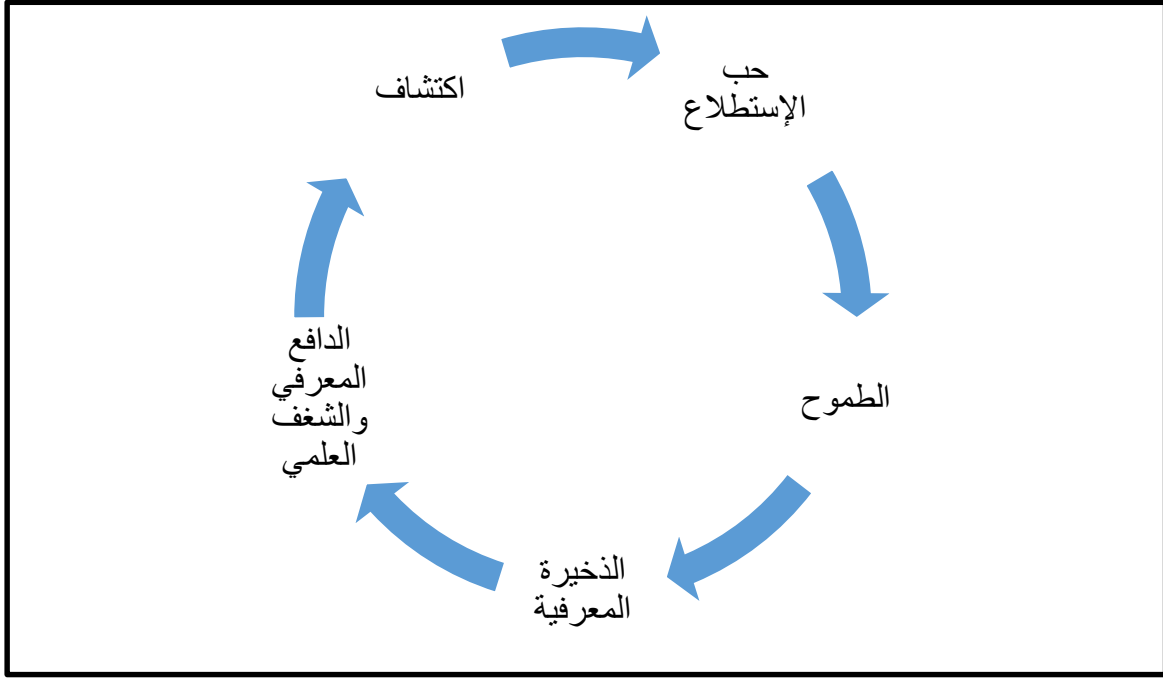 حب
الإستطلاع
الطموح
الذخيرة
المعرفية
الدافع
المعرفي
والشغف
العلمي
اكتشاف